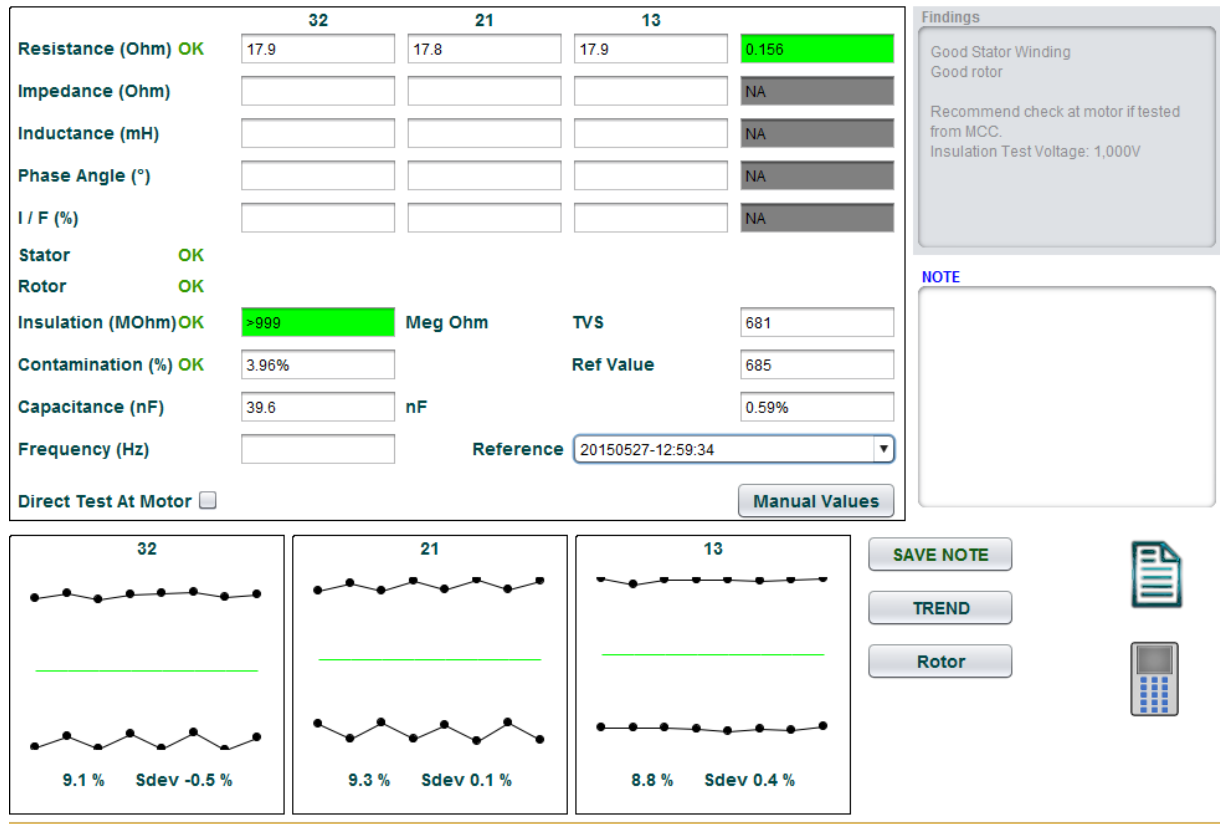 32 21 13
Resistance (Ohm) OK 17.9 17.8 17.9 0.156
Impedance (Ohm) NA
Inductance (mH) NA
Phase Angle (°) NA
I / F (%) NA
Stator OK
Rotor OK
Insulation (MOhm) OK >999 Meg Ohm TVS 681
Contamination (%) OK 3.96% Ref Value 685
Capacitance (nF) 39.6 nF 0.59%
Frequency (Hz) Reference 20150527-12:59:34
Direct Test At Motor Manual Values
Findings
Good Stator Winding
Good rotor
Recommend check at motor if tested
from MCC.
Insulation Test Voltage: 1,000V
NOTE
32 21 13
9.1 % Sdev -0.5 % 9.3 % Sdev 0.1 % 8.8 % Sdev 0.4 %
SAVE NOTE
TREND
Rotor